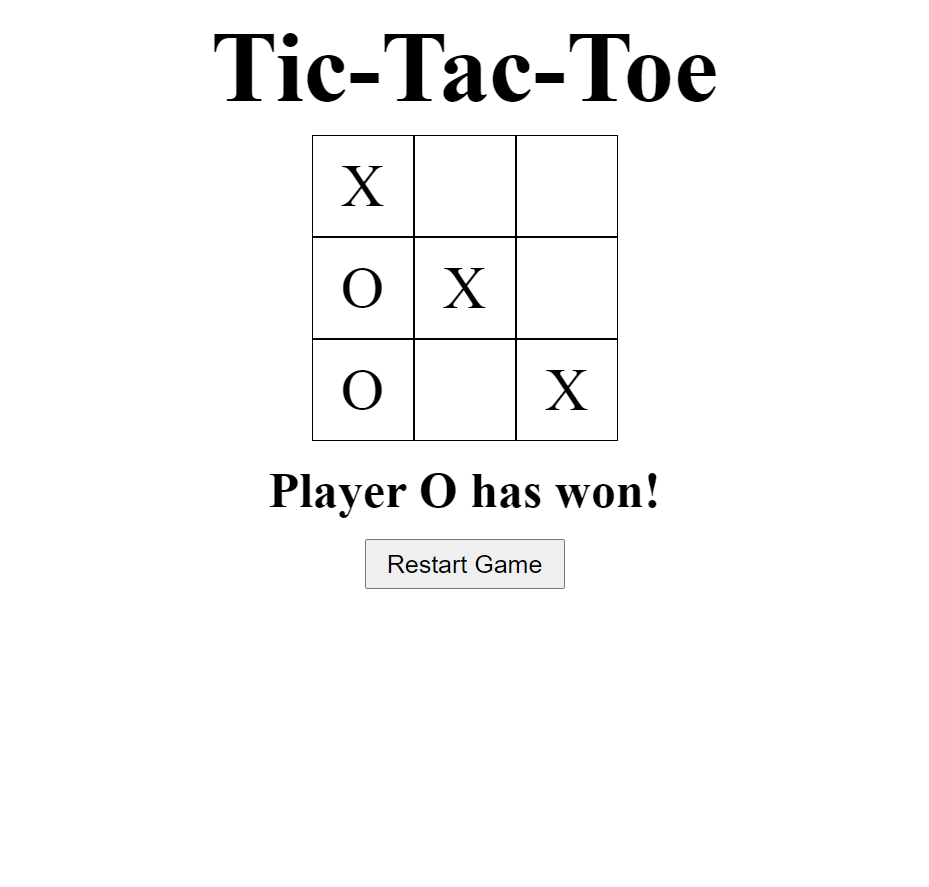 Tic-Tac-Toe
X
O X
O X
Player O has won!
Restart Game